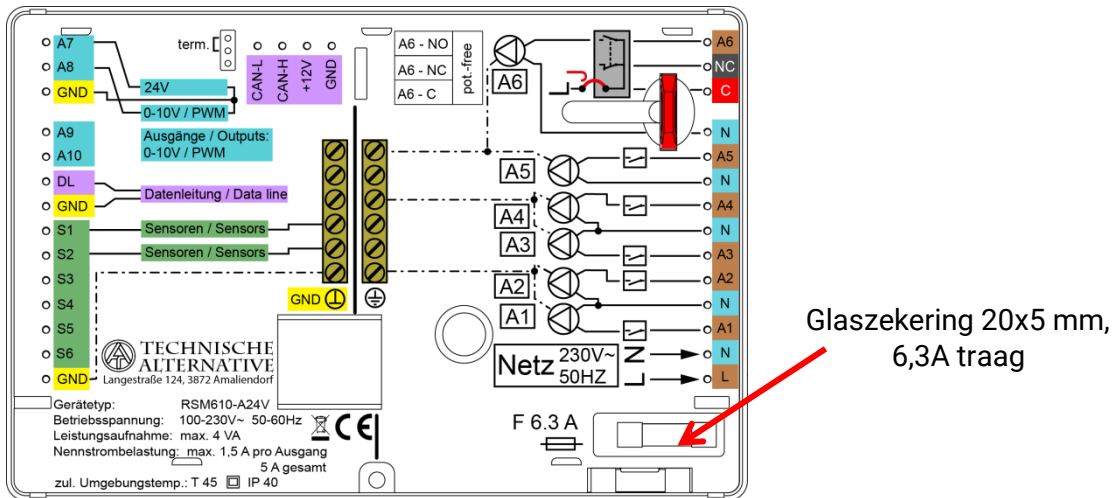 A7
A8
GND
A9
A10
DL
GND
S1
S2
S3
S4
S5
S6
GND
24V
0-10V / PWM
Ausgänge / Outputs:
0-10V / PWM
Datenleitung / Data line
Sensoren / Sensors
Sensoren / Sensors
term.
CAN-L
CAN-H
+12V
GND
A6 - NO
A6 - NC
A6 - C
pot.-free
GND
A6
A5
A4
A3
A2
A1
A6
NC
C
N
A5
N
A4
N
A3
A2
N
A1
N
L
Netz 230V~
50HZ
L N
TECHNISCHE
ALTERNATIVE
Langestraße 124, 3872 Amaliendorf
Gerätetyp: RSM610-A24V
Betriebsspannung: 100-230V~ 50-60Hz
Leistungsaufnahme: max. 4 VA
Nennstrombelastung: max. 1,5 A pro Ausgang
5 A gesamt
zul. Umgebungstemp.: T 45 IP 40
CE
F 6.3 A
Glaszekering 20x5 mm,
6,3A traag